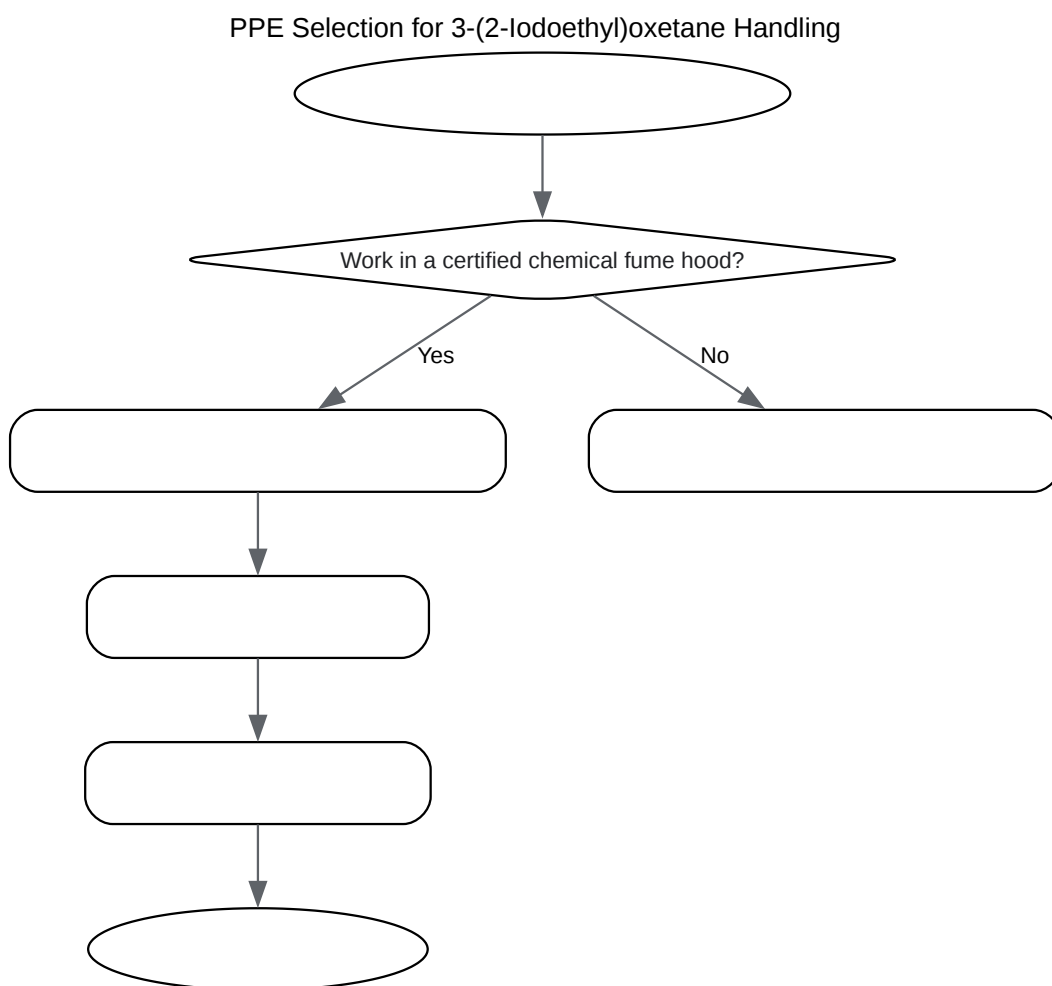 PPE Selection for 3-(2-Iodoethyl)oxetane Handling
Work in a certified chemical fume hood?
Yes
No